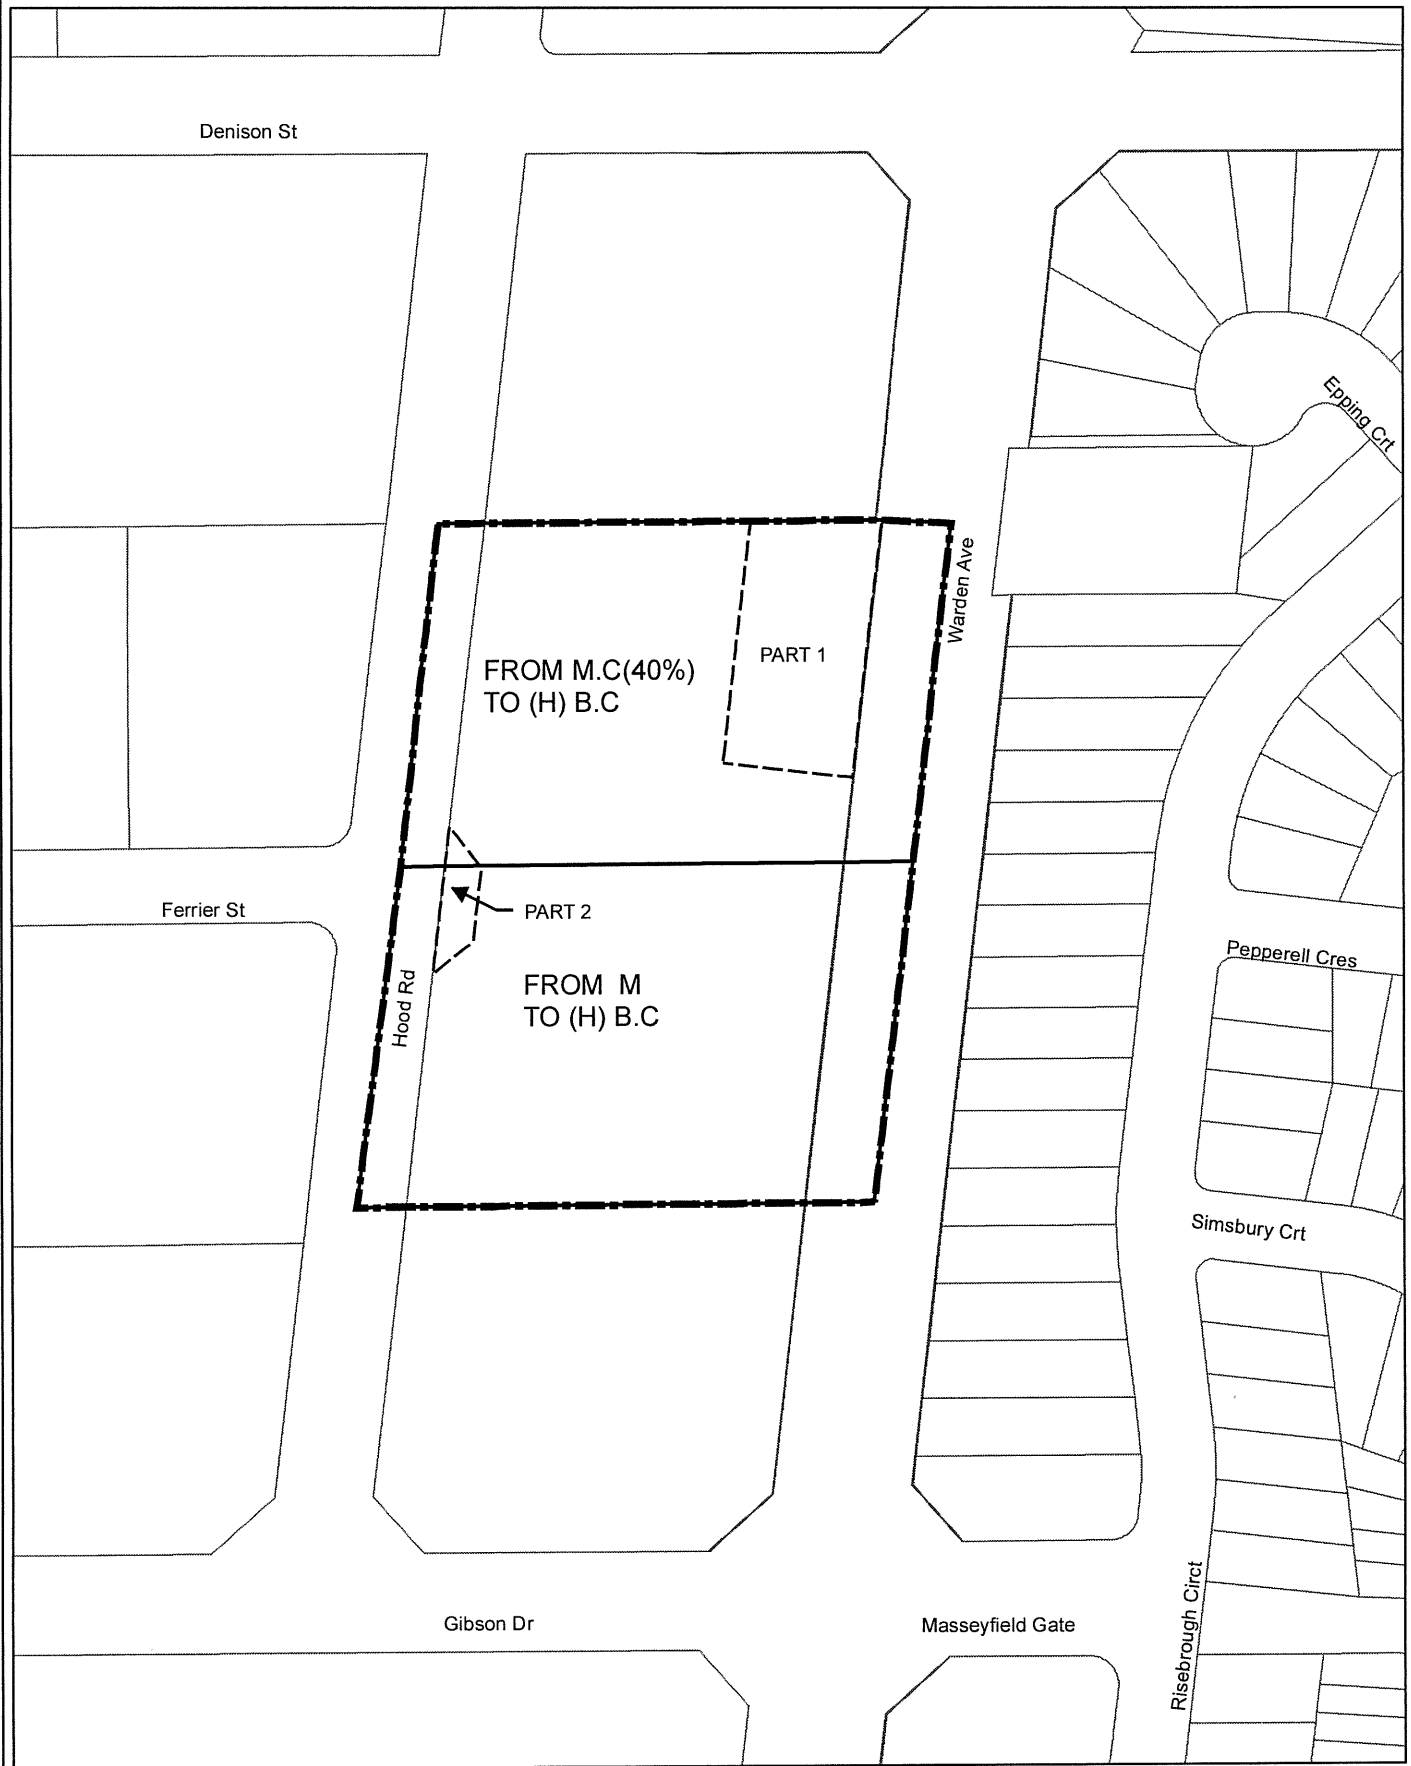 Denison St
Epping Crt
Warden Ave
PART 1
FROM M.C(40%)
TO (H) B.C
Ferrier St
PART 2
Pepperell Cres
Hood Rd
FROM M
TO (H) B.C
Simsbury Crt
Gibson Dr
Masseyfield Gate
Risebrough Circt